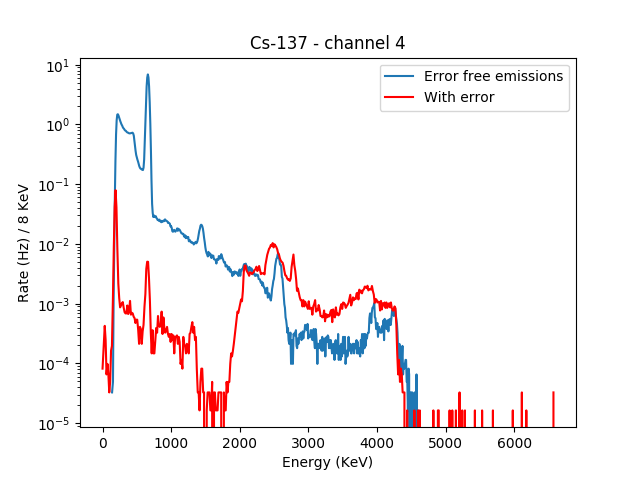 Cs-137 - channel 4
Error free emissions
With error
Rate (Hz) / 8 KeV
10¹
10⁰
10⁻¹
10⁻²
10⁻³
10⁻⁴
10⁻⁵
0 1000 2000 3000 4000 5000 6000
Energy (KeV)